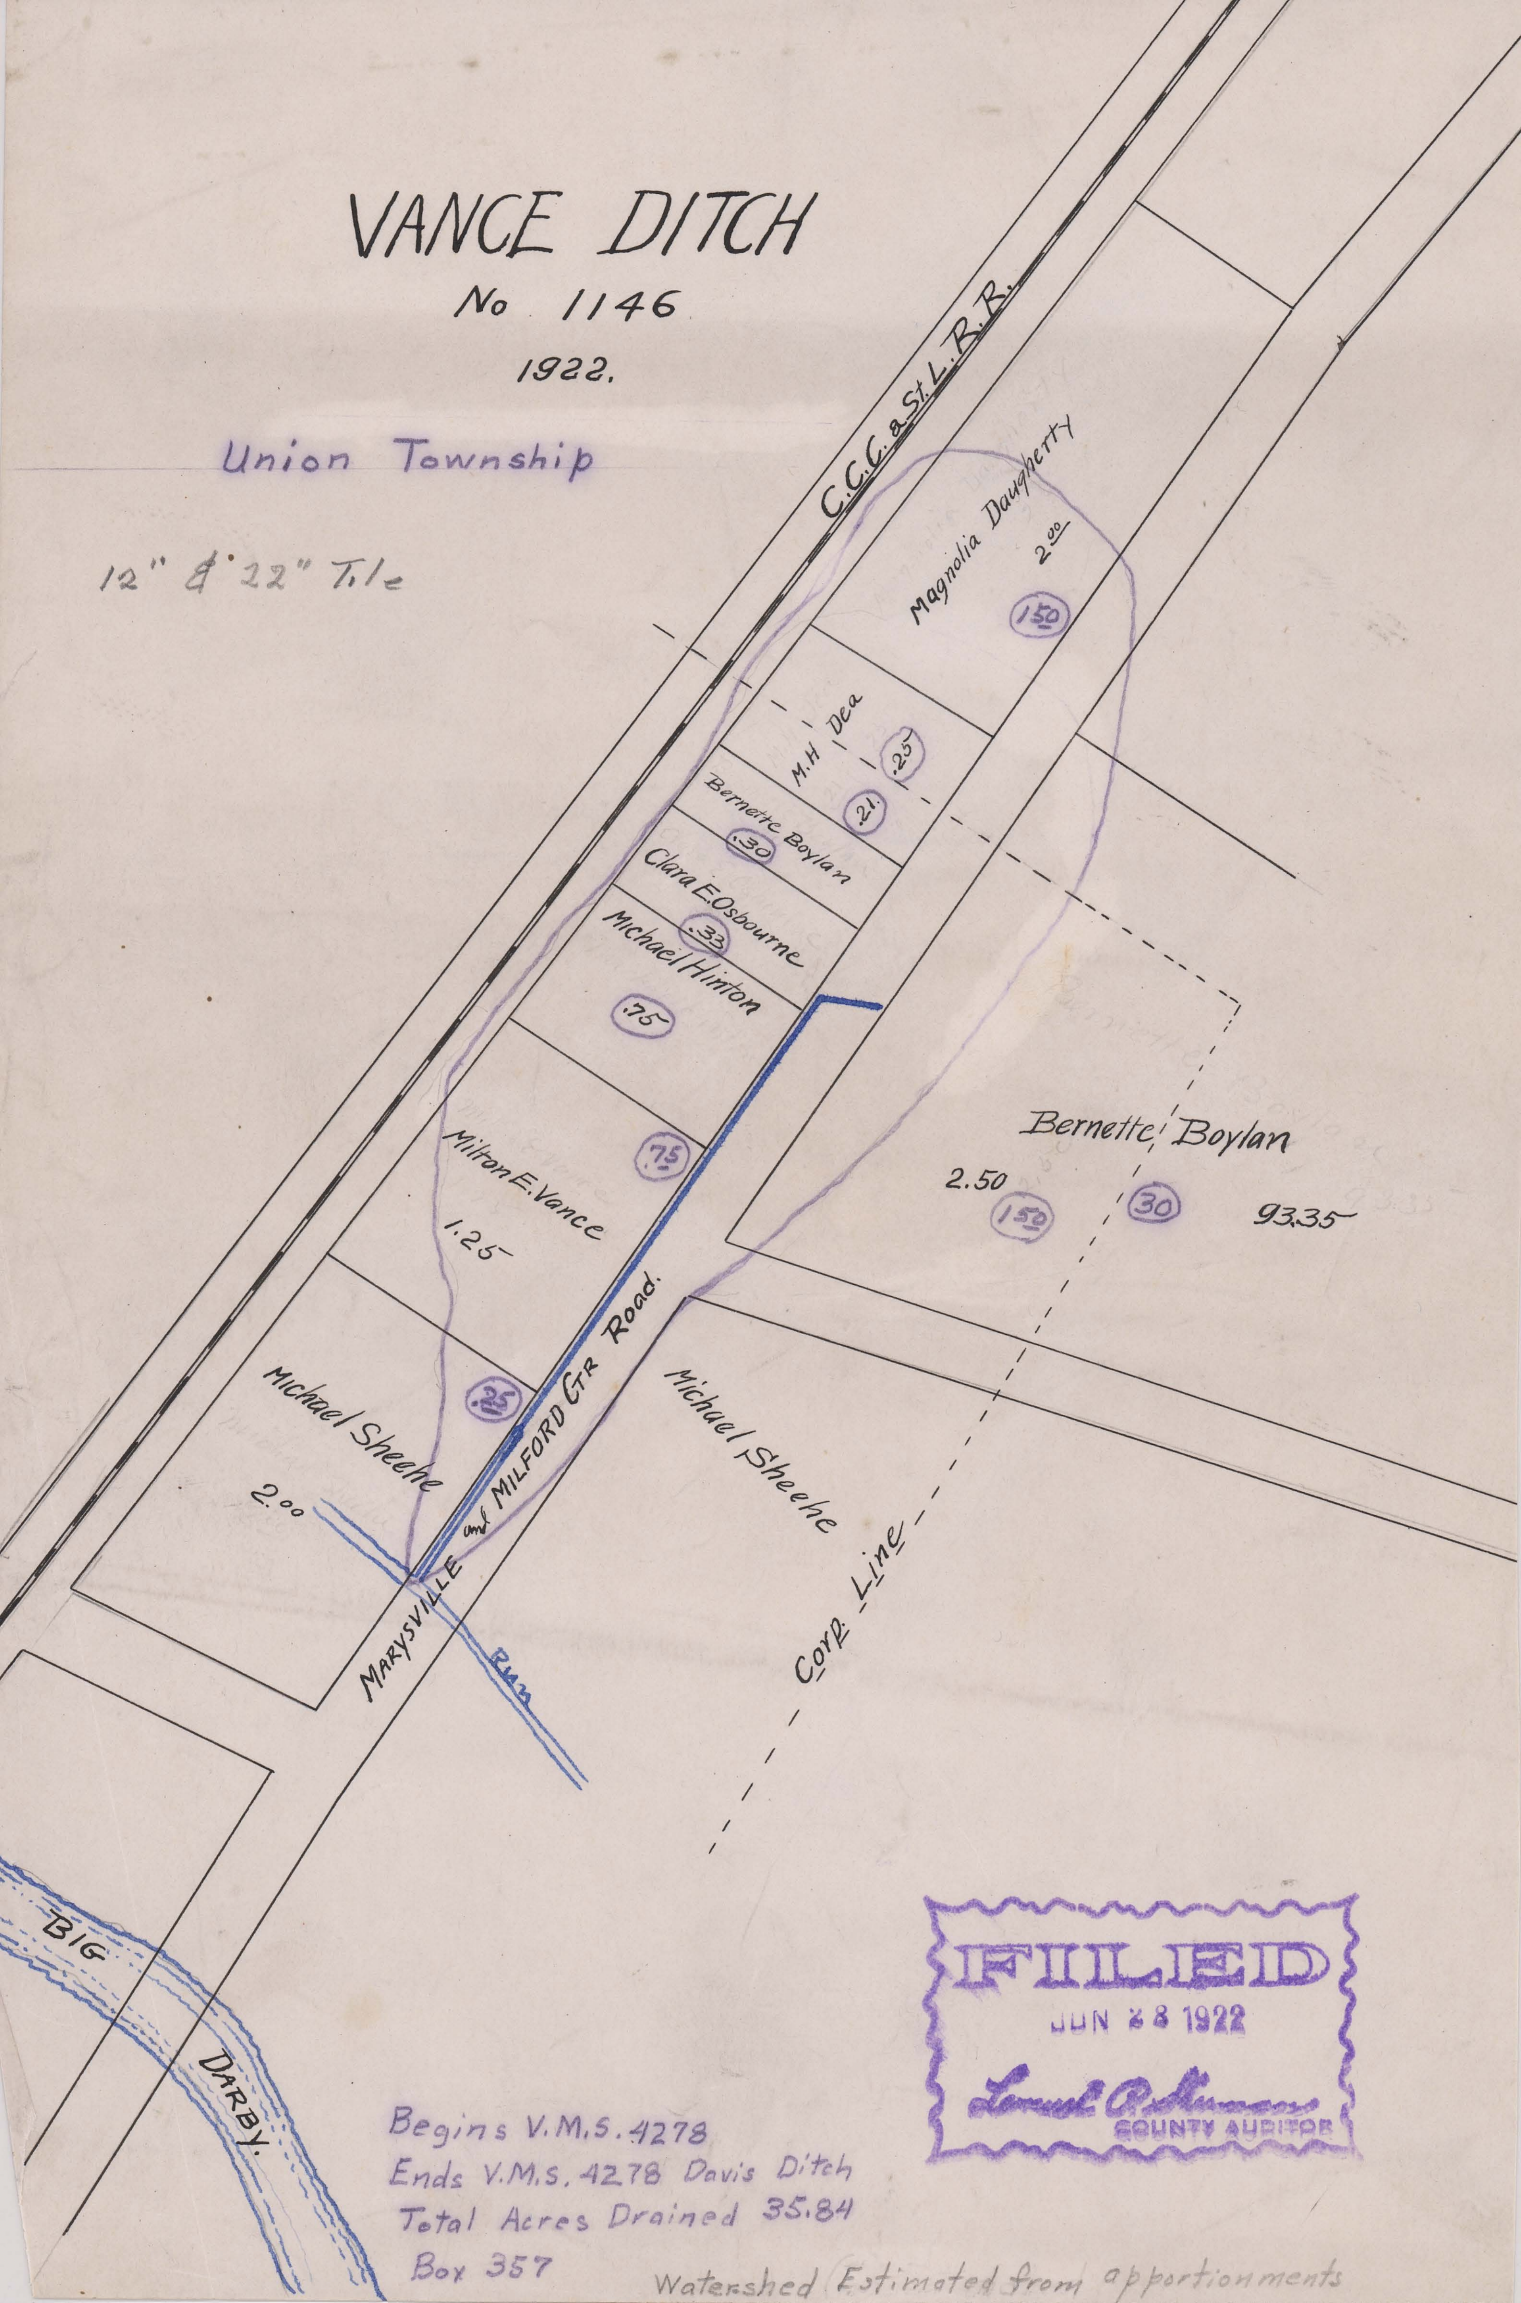 VANCE DITCH
No 1146
1922.
Union Township
12" & 22" Tile
C.C.C. & St. L. R. R.
Magnolia Daugherty
2.00
1.50
M.H Dea
.25
.21
Bernette Boylan
.30
Clara E. Osbourne
.33
Michael Hinton
.75
Milton E. Vance
.75
1.25
Michael Sheehe
.25
2.00
MARYSVILLE and MILFORD CTR ROAD.
Run
Bernette Boylan
2.50
1.50
30
93.35
Michael Sheehe
Corp. Line
BIG
DARBY.
FILED
JUN 28 1922
COUNTY AUDITOR
Begins V.M.S. 4278
Ends V.M.S. 4278 Davis Ditch
Total Acres Drained 35.84
Box 357
Watershed Estimated from apportionments